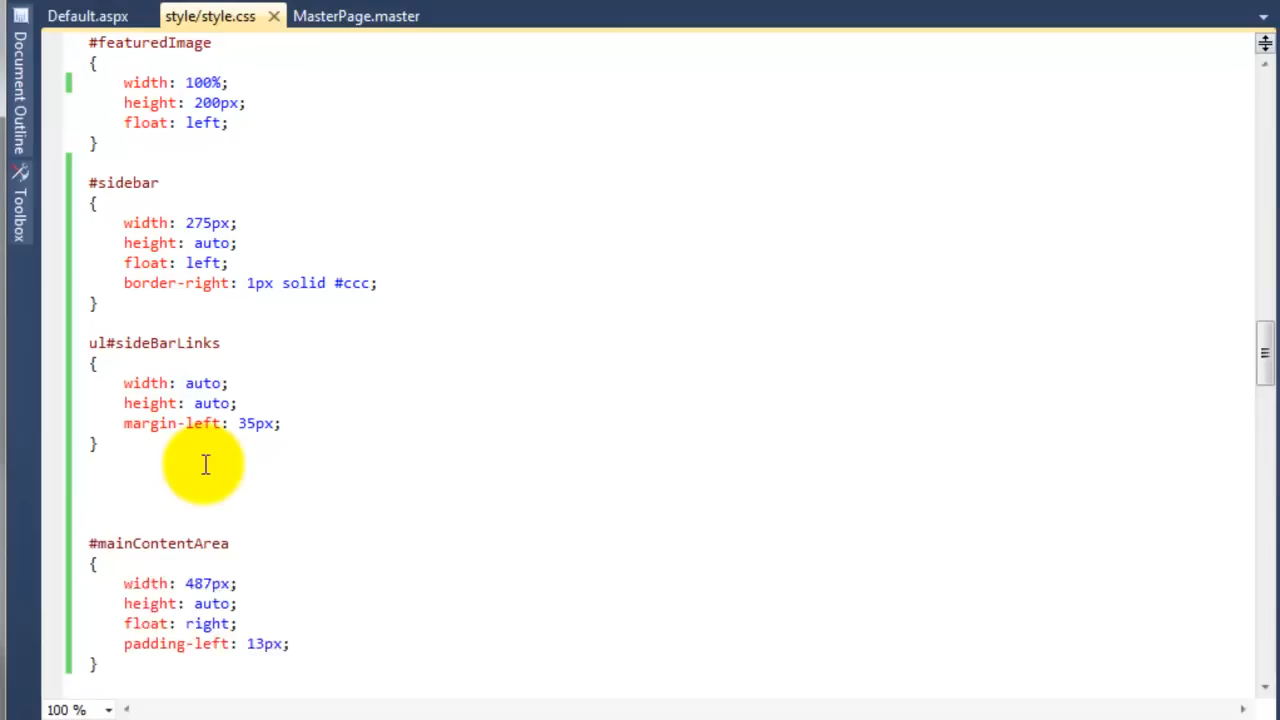 Default.aspx style/style.css MasterPage.master
Document Outline
Toolbox
#featuredImage
{
width: 100%;
height: 200px;
float: left;
}
#sidebar
{
width: 275px;
height: auto;
float: left;
border-right: 1px solid #ccc;
}
ul#sideBarLinks
{
width: auto;
height: auto;
margin-left: 35px;
}
#mainContentArea
{
width: 487px;
height: auto;
float: right;
padding-left: 13px;
}
100 %